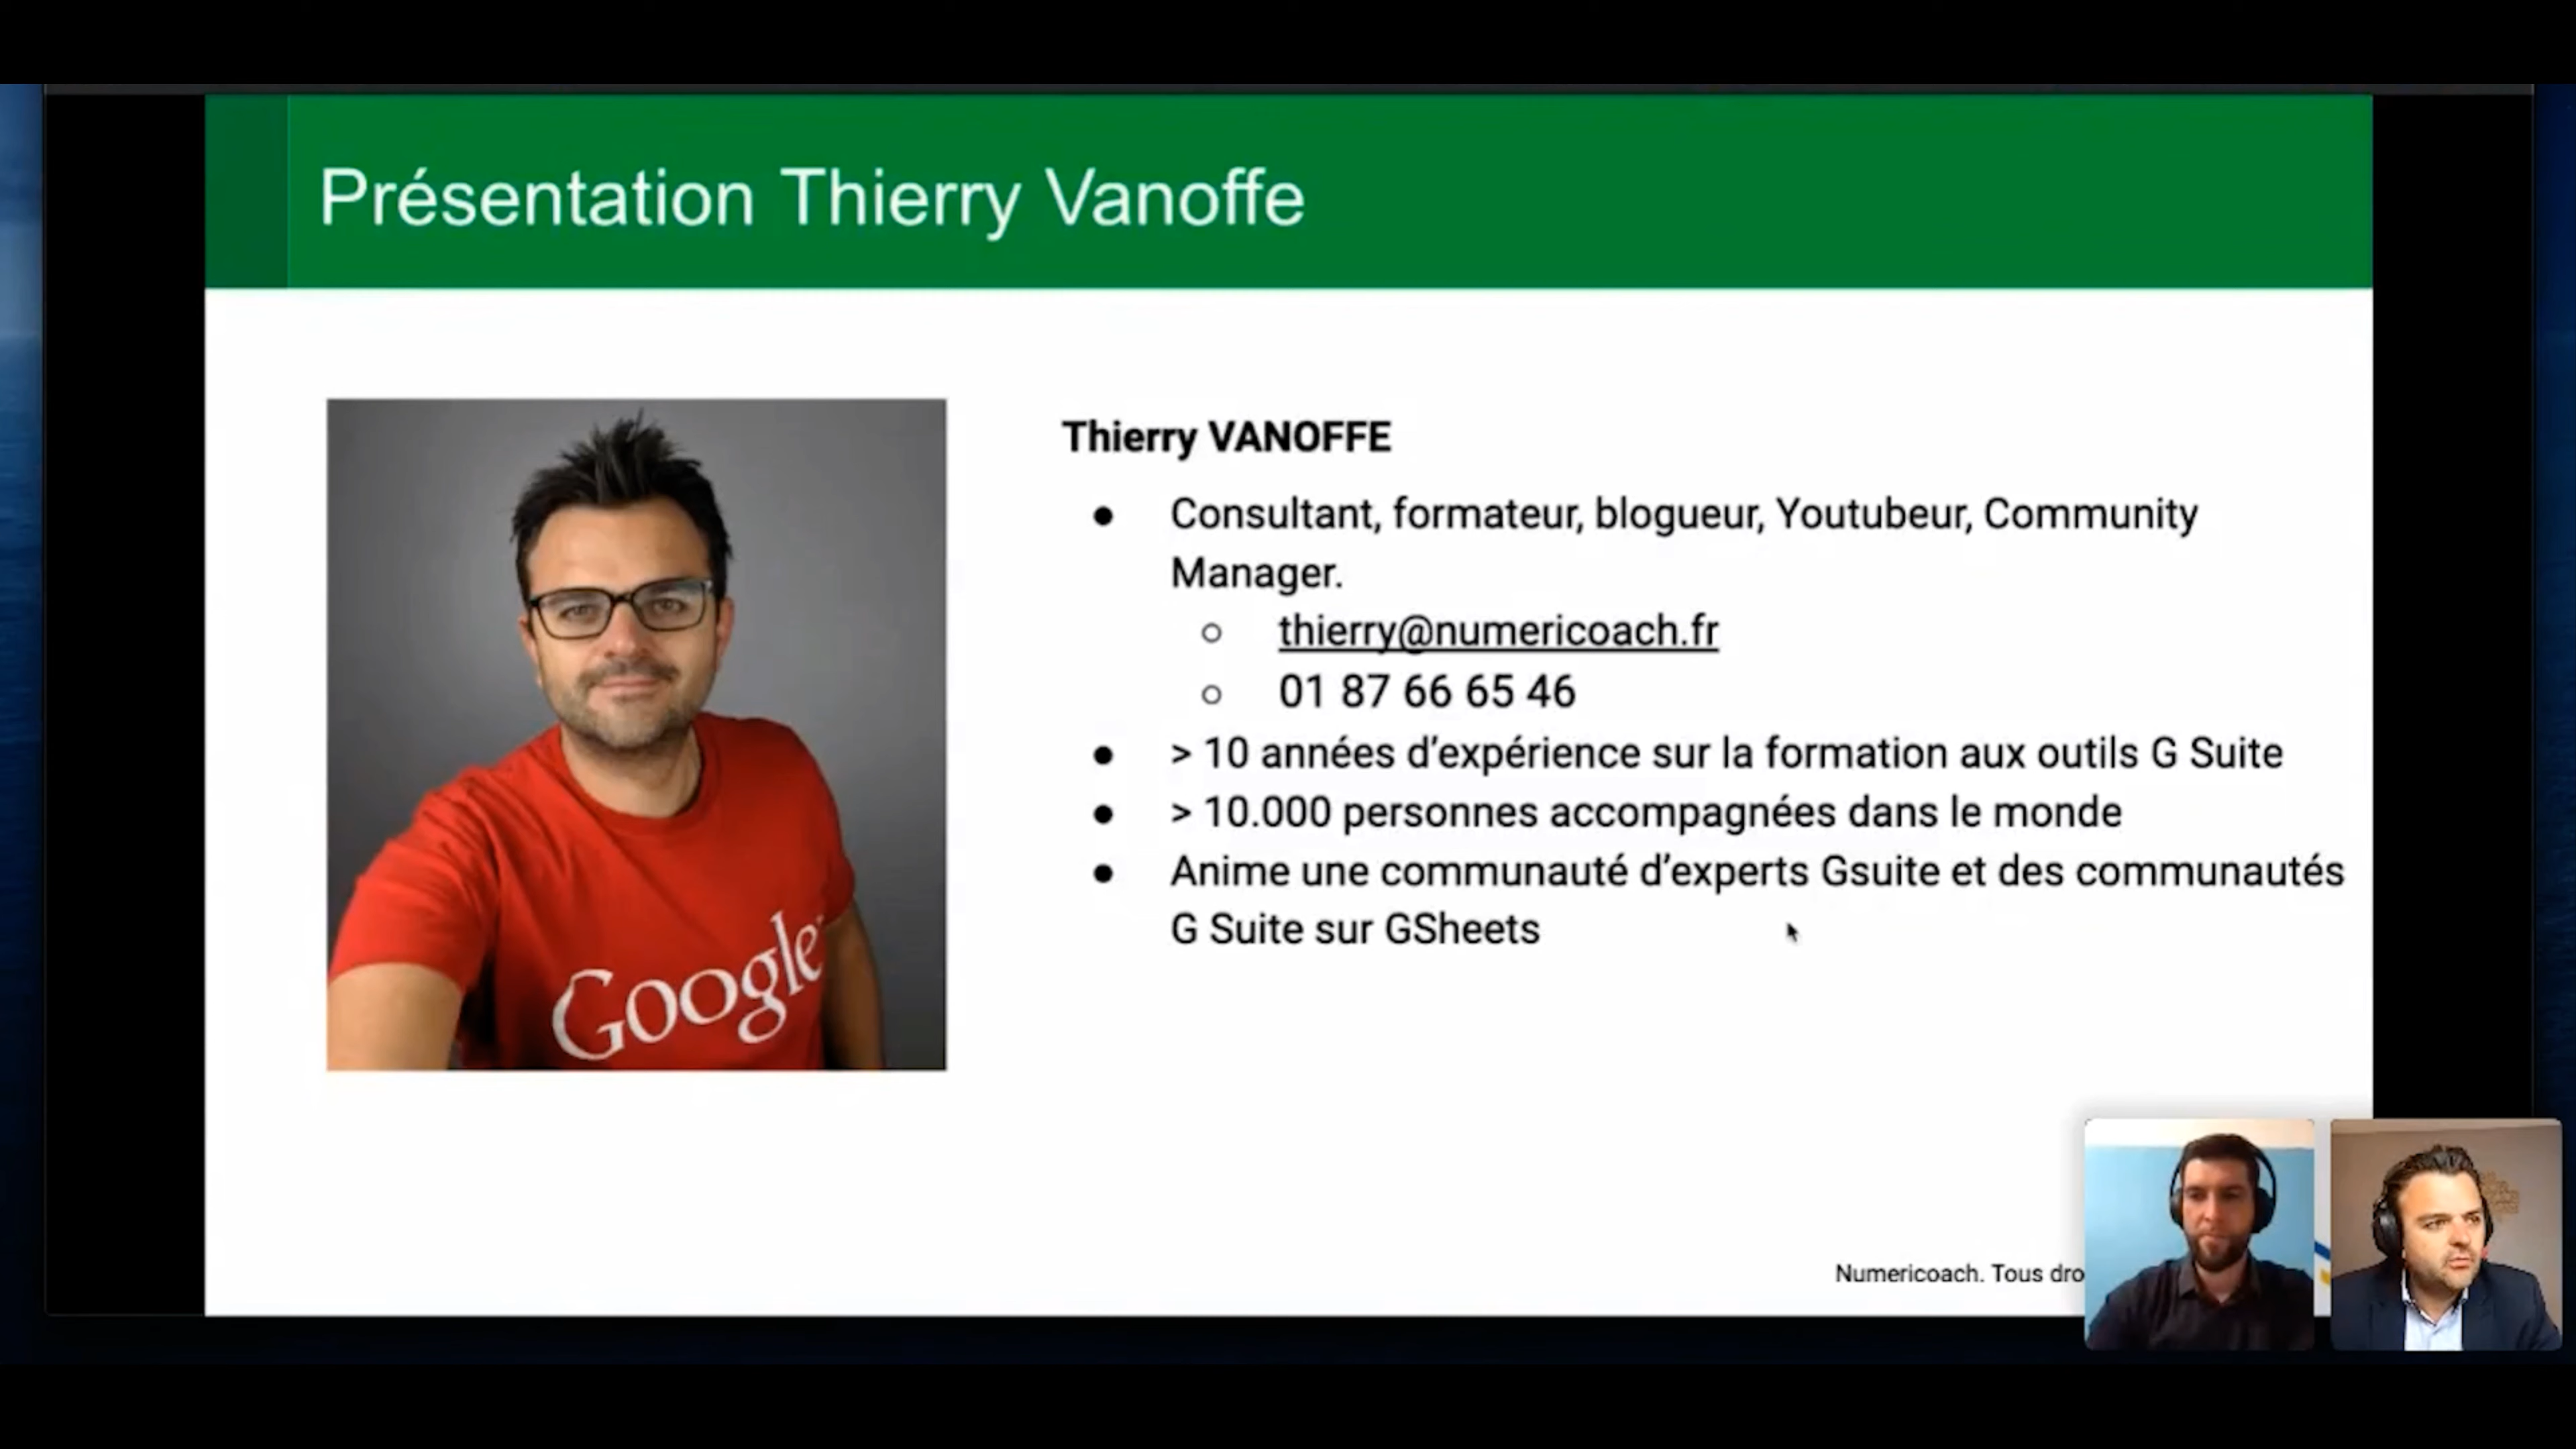 Présentation Thierry Vanoffe
Thierry VANOFFE
● Consultant, formateur, blogueur, Youtubeur, Community
Manager.
○ thierry@numericoach.fr
○ 01 87 66 65 46
● > 10 années d’expérience sur la formation aux outils G Suite
● > 10.000 personnes accompagnées dans le monde
● Anime une communauté d’experts Gsuite et des communautés
G Suite sur GSheets
Google
Numericoach. Tous dro